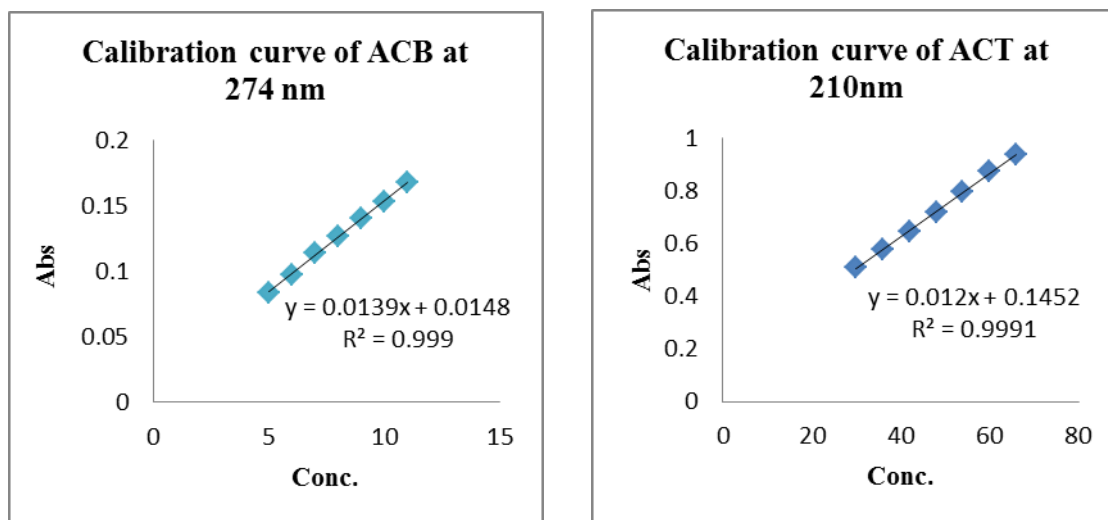 Calibration curve of ACB at
274 nm
0.2
0.15
0.1
0.05
0
Abs
y = 0.0139x + 0.0148
R² = 0.999
0
5
10
15
Conc.
Calibration curve of ACT at
210nm
1
0.8
0.6
0.4
0.2
0
Abs
y = 0.012x + 0.1452
R² = 0.9991
0
20
40
60
80
Conc.